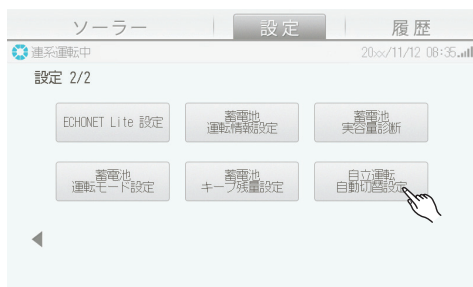 ソーラー
設定
履歴
連系運転中
20××/11/12 08:35
設定 2/2
ECHONET Lite 設定
蓄電地
運転情報設定
蓄電池
実容量診断
蓄電池
運転モード設定
蓄電池
キープ残量設定
自立運転
自動切替設定